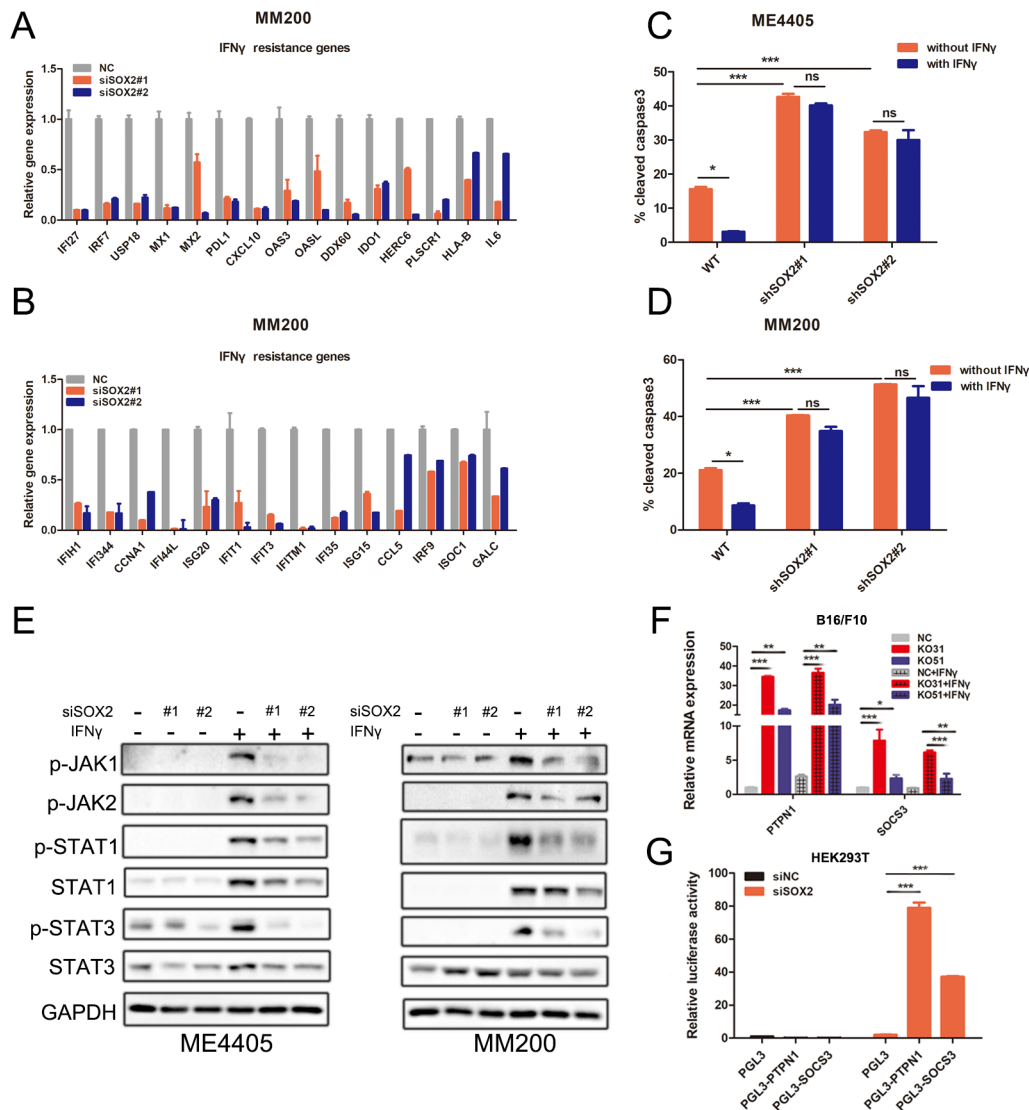 A
MM200
IFNγ resistance genes
NC
siSOX2#1
siSOX2#2
Relative gene expression
1.5
1.0
0.5
0.0
IFI27
IRF7
USP18
MX1
MX2
PDL1
CXCL10
OAS3
OASL
DDX60
IDO1
HERC6
PLSCR1
HLA-B
IL6
B
MM200
IFNγ resistance genes
NC
siSOX2#1
siSOX2#2
Relative gene expression
1.5
1.0
0.5
0.0
IFIH1
IFI344
CCNA1
IFI44L
ISG20
IFIT1
IFIT3
IFITM1
IFI35
ISG15
CCL5
IRF9
ISOC1
GALC
C
ME4405
without IFNγ
with IFNγ
% cleaved caspase3
50
40
30
20
10
0
*
***
***
ns
ns
WT
shSOX2#1
shSOX2#2
D
MM200
without IFNγ
with IFNγ
% cleaved caspase3
60
40
20
0
*
***
***
ns
ns
WT
shSOX2#1
shSOX2#2
E
siSOX2 - #1 #2 - #1 #2
IFNγ - - - + + +
siSOX2 - #1 #2 - #1 #2
IFNγ - - - + + +
p-JAK1
p-JAK2
p-STAT1
STAT1
p-STAT3
STAT3
GAPDH
ME4405
MM200
F
B16/F10
NC
KO31
KO51
NC+IFNγ
KO31+IFNγ
KO51+IFNγ
Relative mRNA expression
50
40
30
20
10
5
0
**
***
**
***
*
***
**
***
PTPN1
SOCS3
G
HEK293T
siNC
siSOX2
Relative luciferase activity
100
80
60
40
20
0
***
***
PGL3
PGL3-PTPN1
PGL3-SOCS3
PGL3
PGL3-PTPN1
PGL3-SOCS3